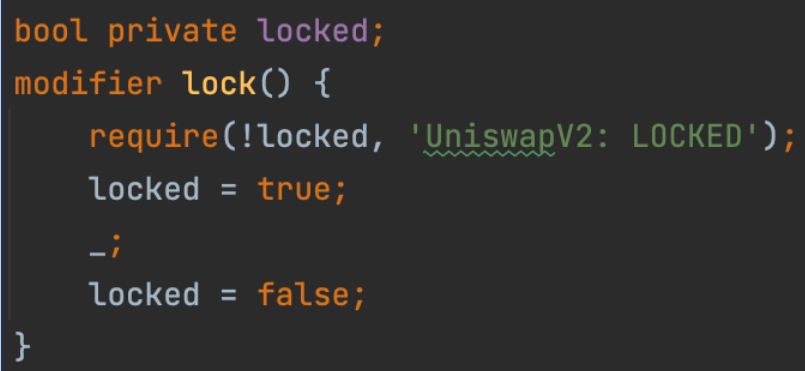 bool private locked;
modifier lock() {
require(!locked, 'UniswapV2: LOCKED');
locked = true;
_;
locked = false;
}